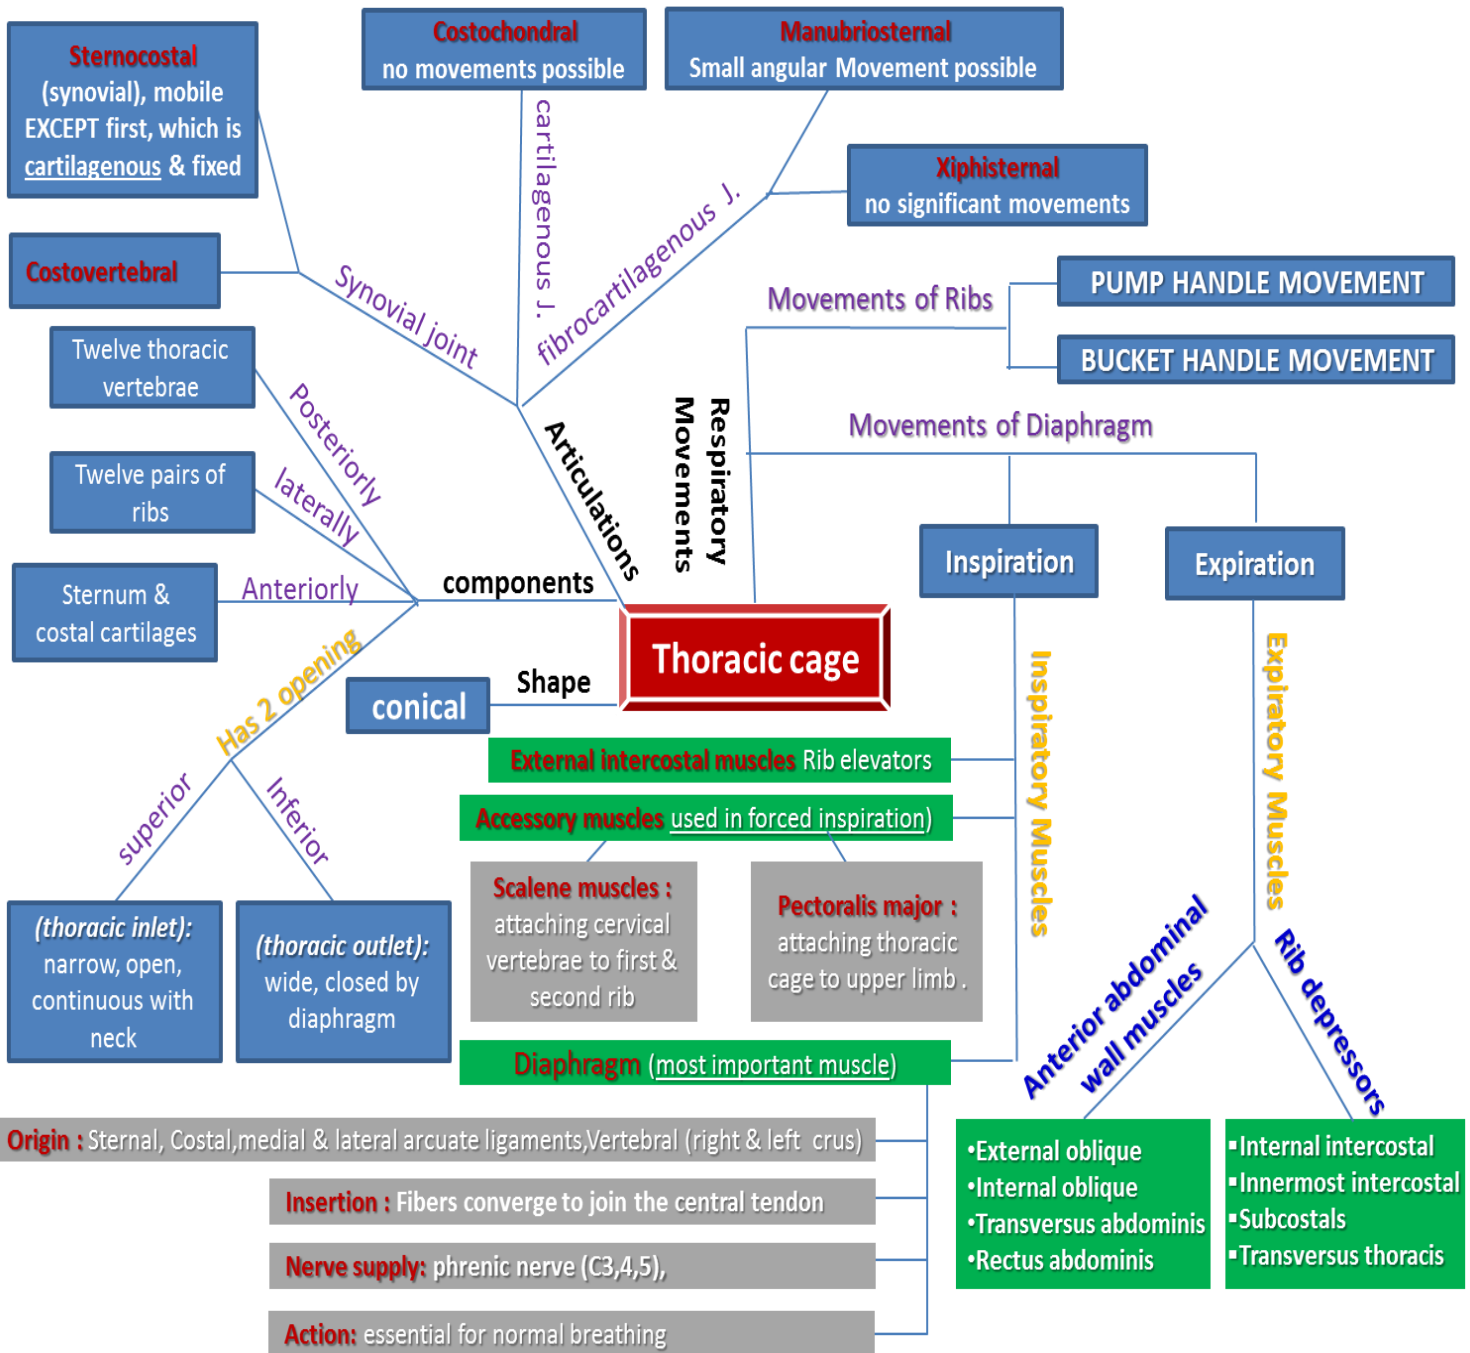 Sternocostal
(synovial), mobile
EXCEPT first, which is
cartilagenous & fixed
Costochondral
no movements possible
Manubriosternal
Small angular Movement possible
Xiphisternal
no significant movements
Costovertebral
Synovial joint
cartilagenous J.
fibrocartilagenous J.
Articulations
Movements of Ribs
PUMP HANDLE MOVEMENT
BUCKET HANDLE MOVEMENT
Respiratory
Movements
Movements of Diaphragm
Inspiration
Expiration
Twelve thoracic
vertebrae
Posteriorly
Twelve pairs of
ribs
laterally
Sternum &
costal cartilages
Anteriorly
components
Thoracic cage
Shape
conical
Has 2 opening
superior
Inferior
(thoracic inlet):
narrow, open,
continuous with
neck
(thoracic outlet):
wide, closed by
diaphragm
Inspiratory Muscles
External intercostal muscles Rib elevators
Accessory muscles used in forced inspiration)
Scalene muscles :
attaching cervical
vertebrae to first &
second rib
Pectoralis major :
attaching thoracic
cage to upper limb .
Diaphragm (most important muscle)
Origin : Sternal, Costal,medial & lateral arcuate ligaments,Vertebral (right & left crus)
Insertion : Fibers converge to join the central tendon
Nerve supply: phrenic nerve (C3,4,5),
Action: essential for normal breathing
Expiratory Muscles
Anterior abdominal
wall muscles
Rib depressors
•External oblique
•Internal oblique
•Transversus abdominis
•Rectus abdominis
▪Internal intercostal
▪Innermost intercostal
▪Subcostals
▪Transversus thoracis